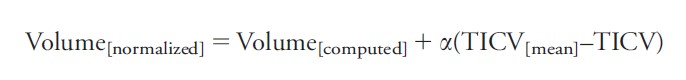 Volume[normalized] = Volume[computed] + α(TICV[mean]–TICV)